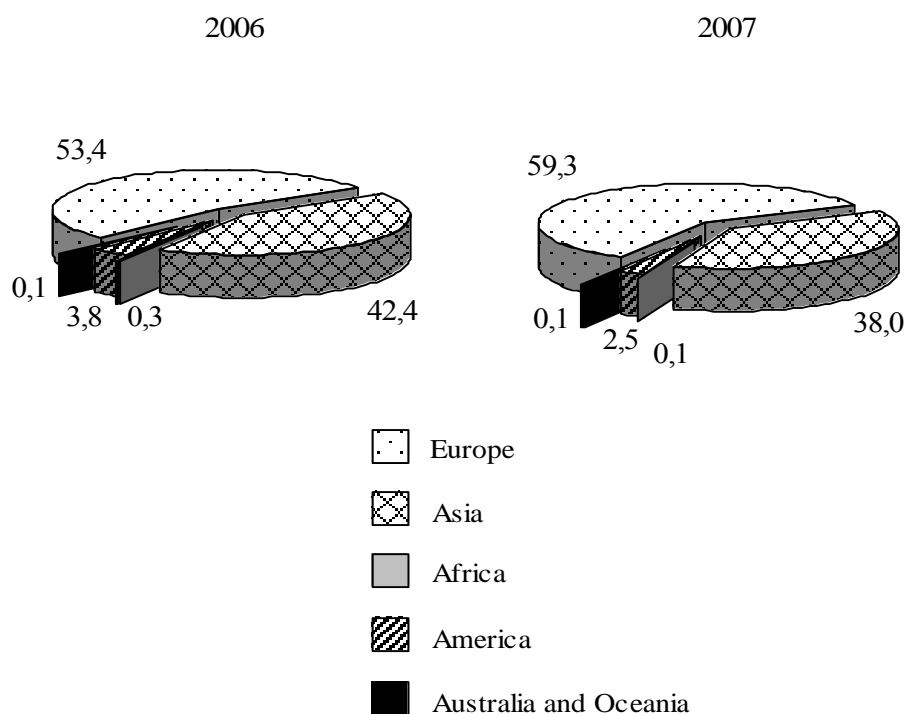 2006 2007
53,4
59,3
0,1
3,8
0,3
42,4
0,1
2,5
0,1
38,0
Europe
Asia
Africa
America
Australia and Oceania